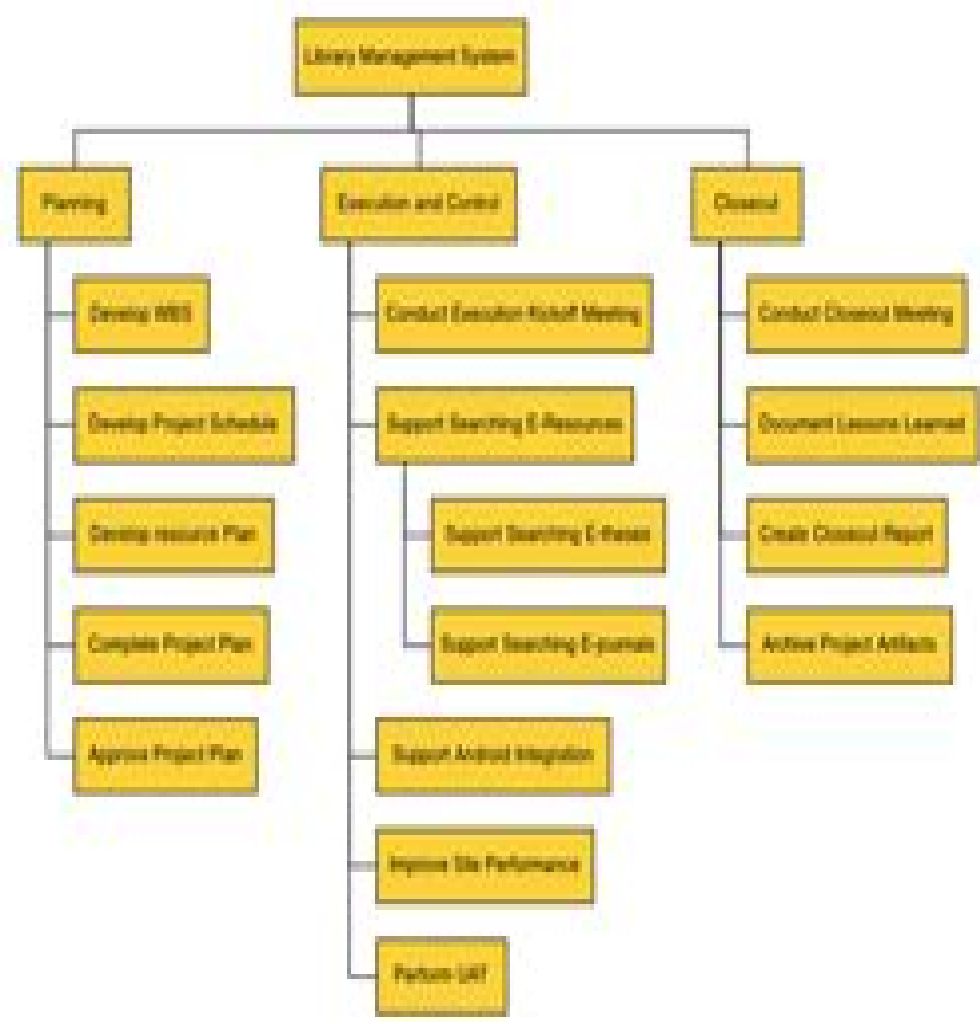 Library Management System
Planning
Develop WBS
Develop Project Schedule
Develop resource Plan
Complete Project Plan
Approve Project Plan
Execution and Control
Conduct Execution Kickoff Meeting
Support Searching E-Resources
Support Searching E-theses
Support Searching E-journals
Support Android Integration
Improve Site Performance
Perform UAT
Closeout
Conduct Closeout Meeting
Document Lessons Learned
Create Closeout Report
Archive Project Artifacts